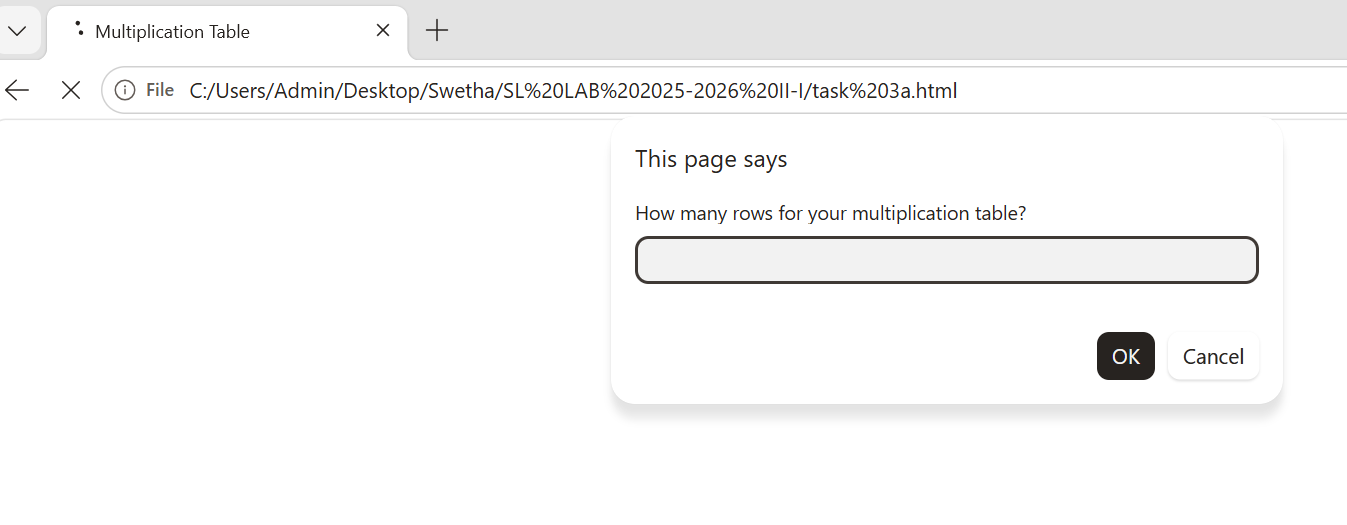 Multiplication Table
File C:/Users/Admin/Desktop/Swetha/SL%20LAB%202025-2026%20II-I/task%203a.html
This page says
How many rows for your multiplication table?
OK Cancel